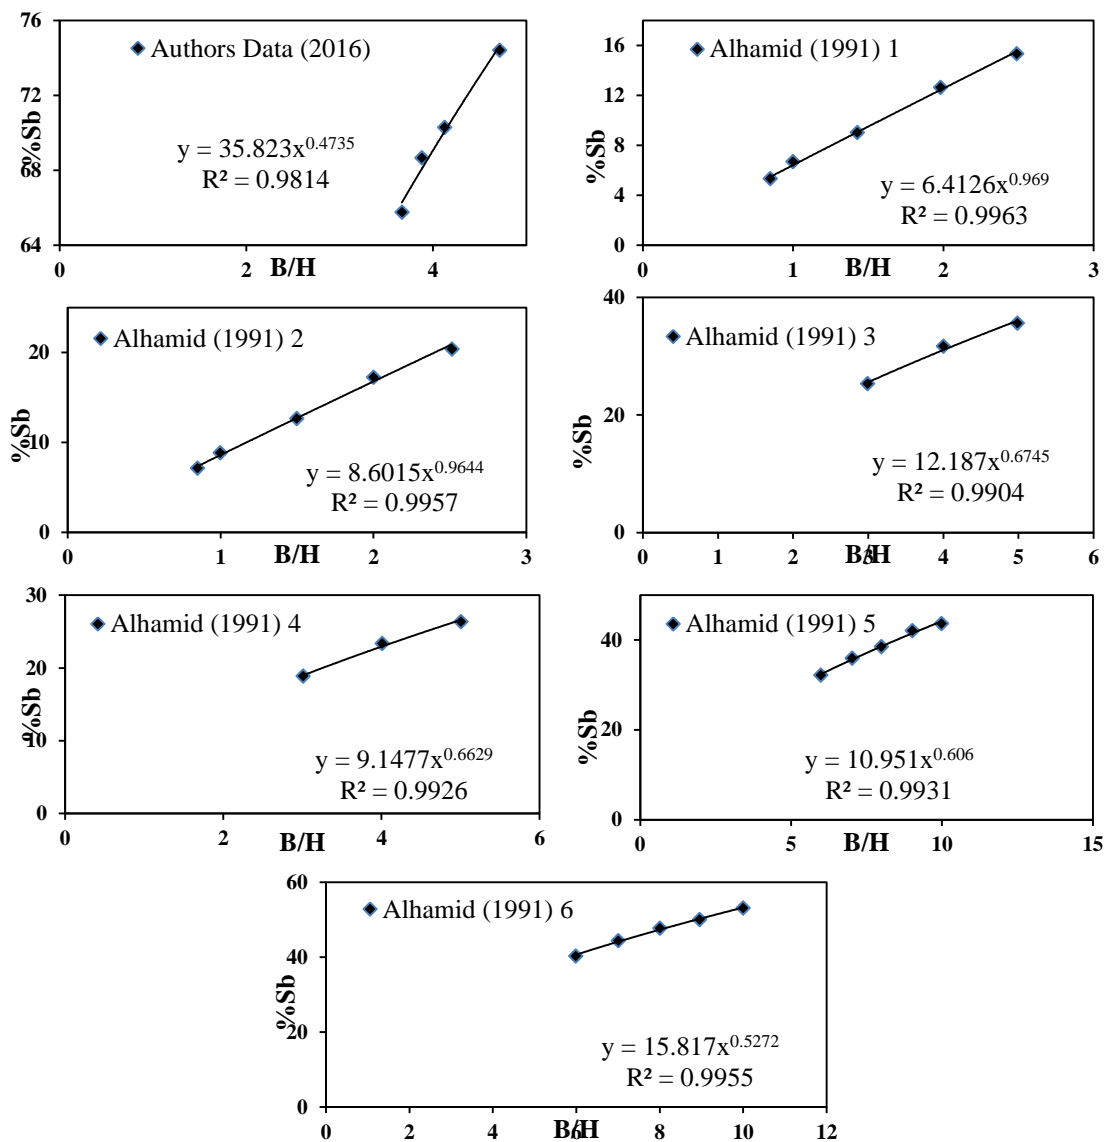 76
72
68
64
%Sb
Authors Data (2016)
y = 35.823x^0.4735
R² = 0.9814
0 2 4
B/H
16
12
8
4
0
%Sb
Alhamid (1991) 1
y = 6.4126x^0.969
R² = 0.9963
0 1 2 3
B/H
20
10
0
%Sb
Alhamid (1991) 2
y = 8.6015x^0.9644
R² = 0.9957
0 1 2 3
B/H
40
20
0
%Sb
Alhamid (1991) 3
y = 12.187x^0.6745
R² = 0.9904
0 1 2 3 4 5 6
B/H
30
20
10
0
%Sb
Alhamid (1991) 4
y = 9.1477x^0.6629
R² = 0.9926
0 2 4 6
B/H
40
20
0
%Sb
Alhamid (1991) 5
y = 10.951x^0.606
R² = 0.9931
0 5 10 15
B/H
60
40
20
0
%Sb
Alhamid (1991) 6
y = 15.817x^0.5272
R² = 0.9955
0 2 4 6 8 10 12
B/H